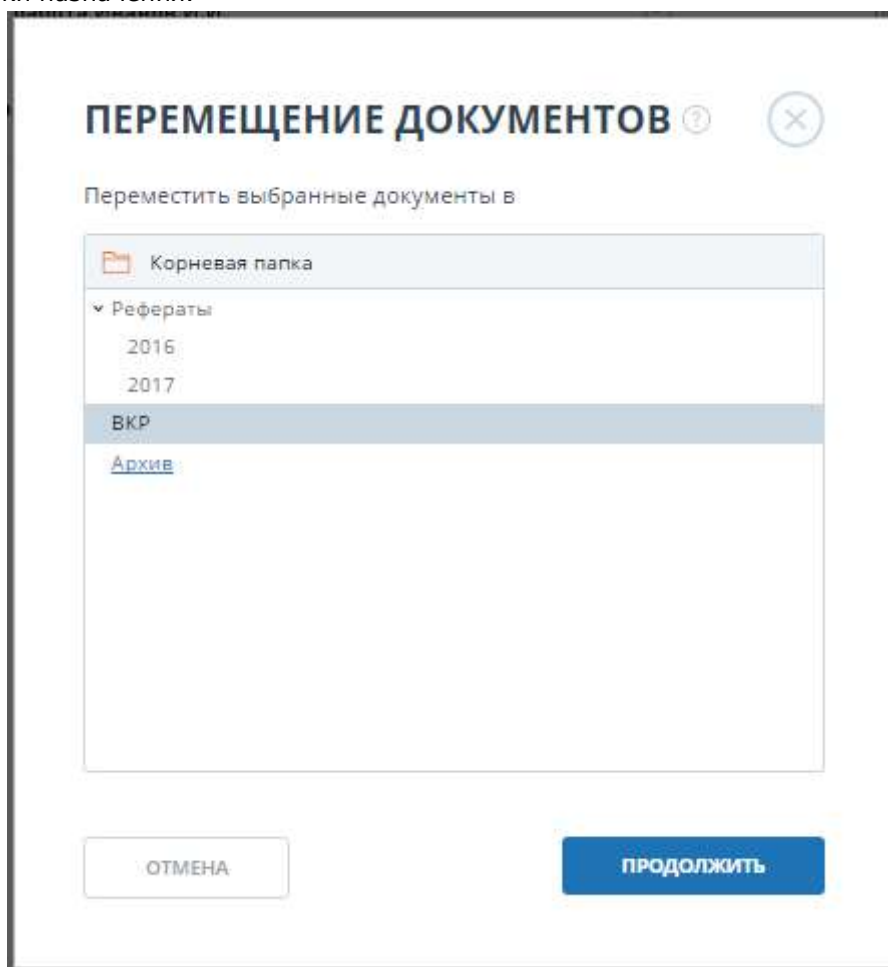 ПЕРЕМЕЩЕНИЕ ДОКУМЕНТОВ ?
Переместить выбранные документы в
Корневая папка
Рефераты
2016
2017
ВКР
Архив
ОТМЕНА
ПРОДОЛЖИТЬ